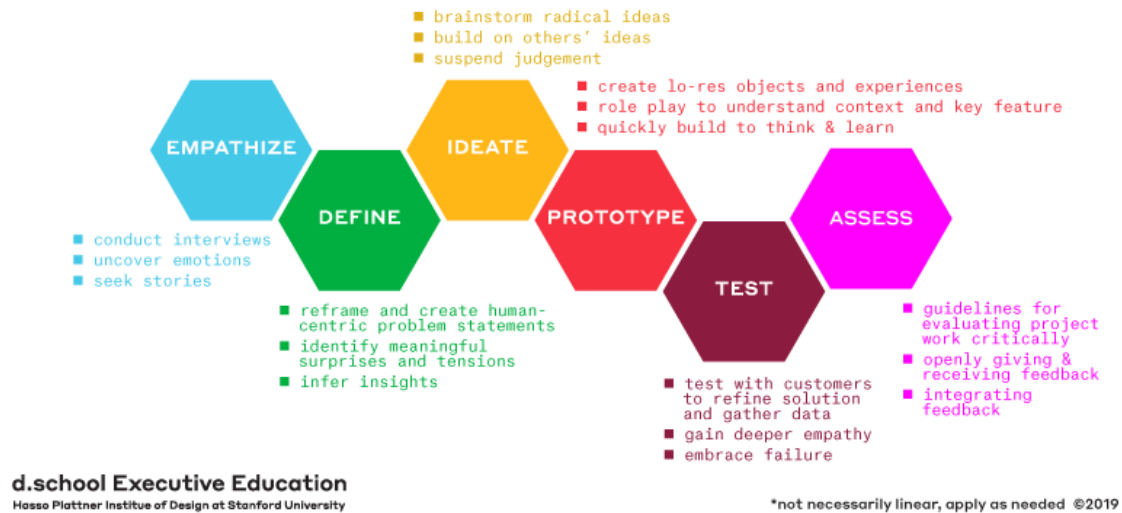 EMPATHIZE
■ conduct interviews
■ uncover emotions
■ seek stories
DEFINE
■ reframe and create human-
centric problem statements
■ identify meaningful
surprises and tensions
■ infer insights
■ brainstorm radical ideas
■ build on others' ideas
■ suspend judgement
IDEATE
■ create lo-res objects and experiences
■ role play to understand context and key feature
■ quickly build to think & learn
PROTOTYPE
TEST
■ test with customers
to refine solution
and gather data
■ gain deeper empathy
■ embrace failure
ASSESS
■ guidelines for
evaluating project
work critically
■ openly giving &
receiving feedback
■ integrating
feedback
d.school Executive Education
Hasso Plattner Institue of Design at Stanford University
*not necessarily linear, apply as needed ©2019